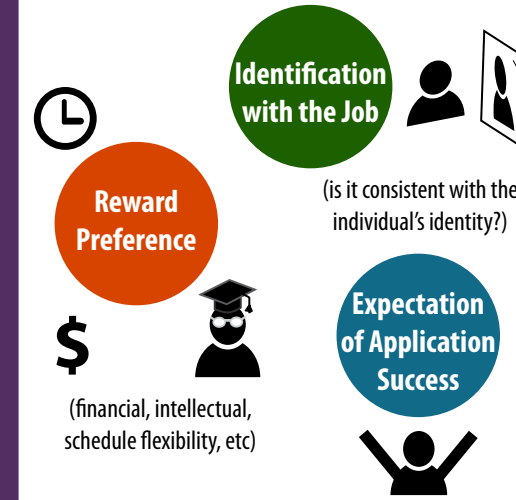 Identification
with the Job
(is it consistent with the
individual's identity?)
Reward
Preference
$
(financial, intellectual,
schedule flexibility, etc)
Expectation
of Application
Success